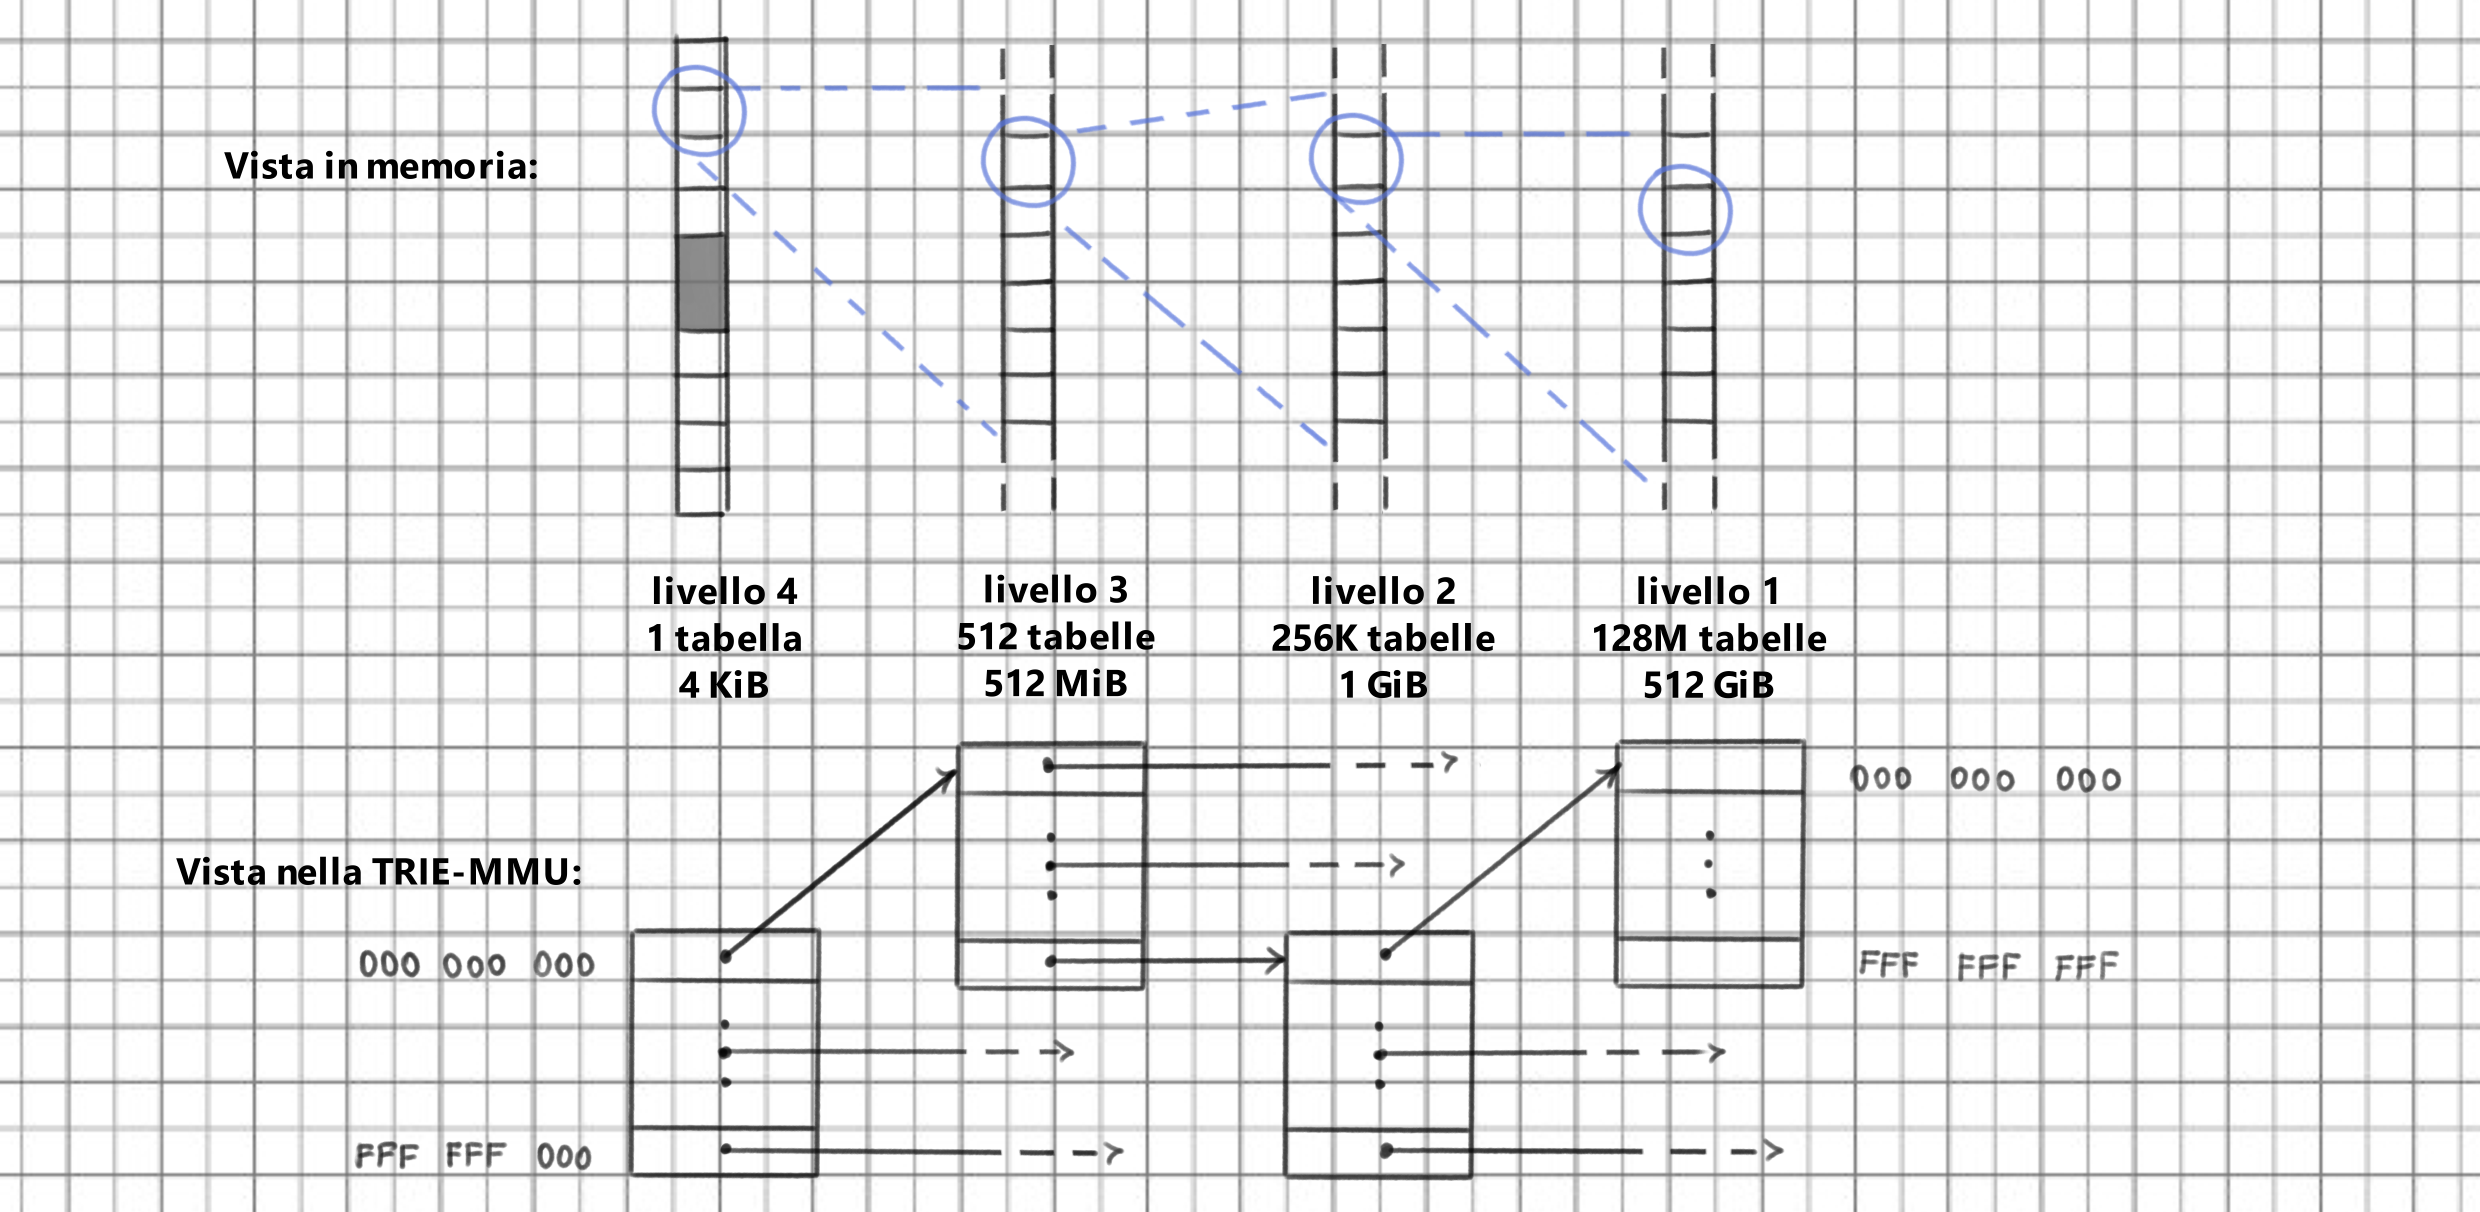 Vista in memoria:
livello 4
1 tabella
4 KiB
livello 3
512 tabelle
512 MiB
livello 2
256K tabelle
1 GiB
livello 1
128M tabelle
512 GiB
Vista nella TRIE-MMU:
000 000 000
FFF FFF 000
000 000 000
FFF FFF FFF